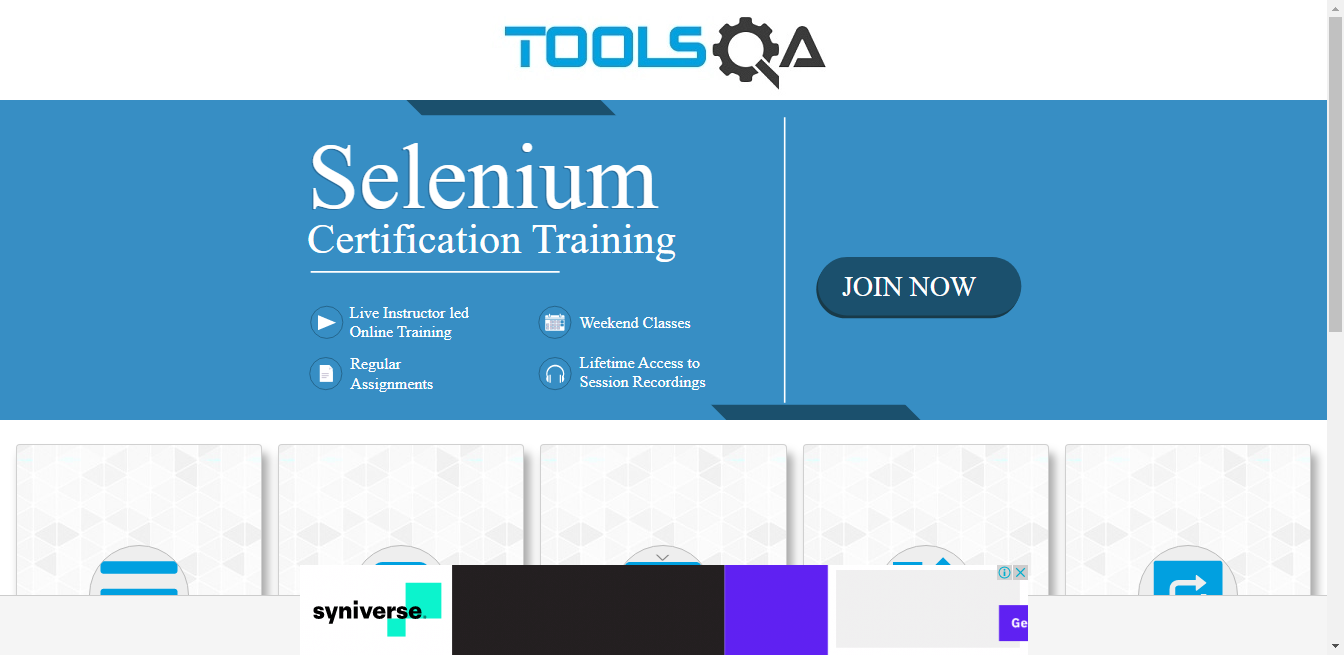 TOOLSQA
Selenium
Certification Training
JOIN NOW
Live Instructor led
Online Training
Weekend Classes
Regular
Assignments
Lifetime Access to
Session Recordings
syniverse.
Ge